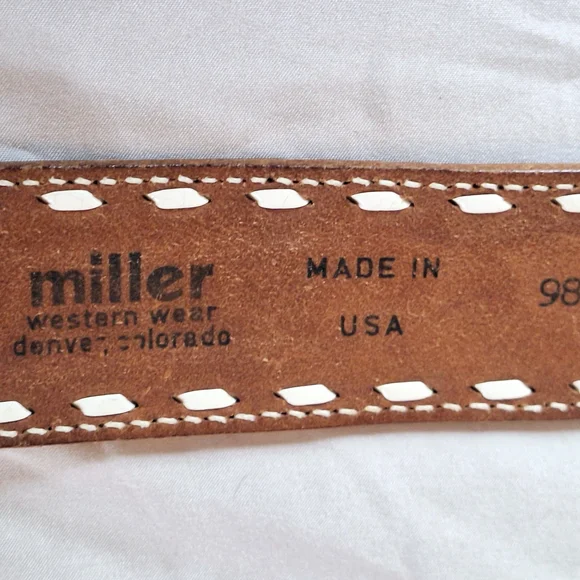 miller
western wear
denver, colorado
MADE IN
USA
98